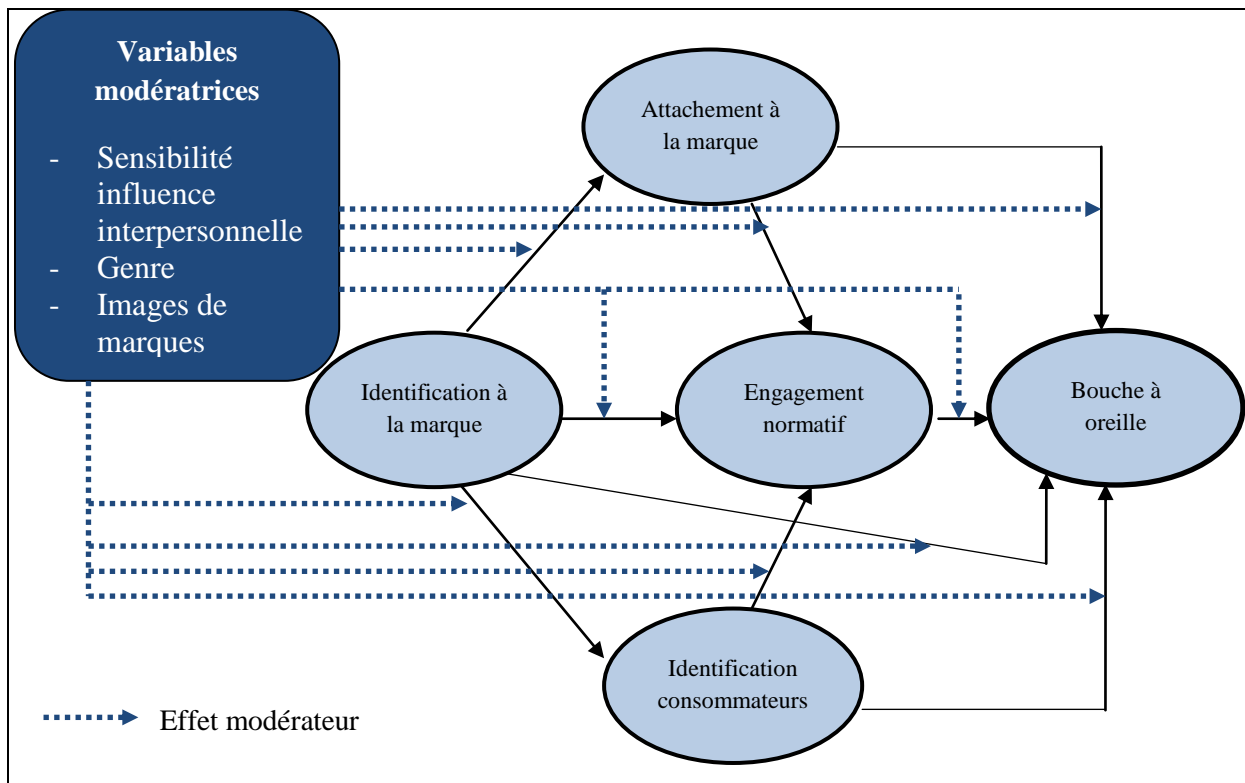 Variables
modératrices
- Sensibilité
influence
interpersonnelle
- Genre
- Images de
marques
Attachement à
la marque
Identification à
la marque
Engagement
normatif
Bouche à
oreille
Identification
consommateurs
Effet modérateur